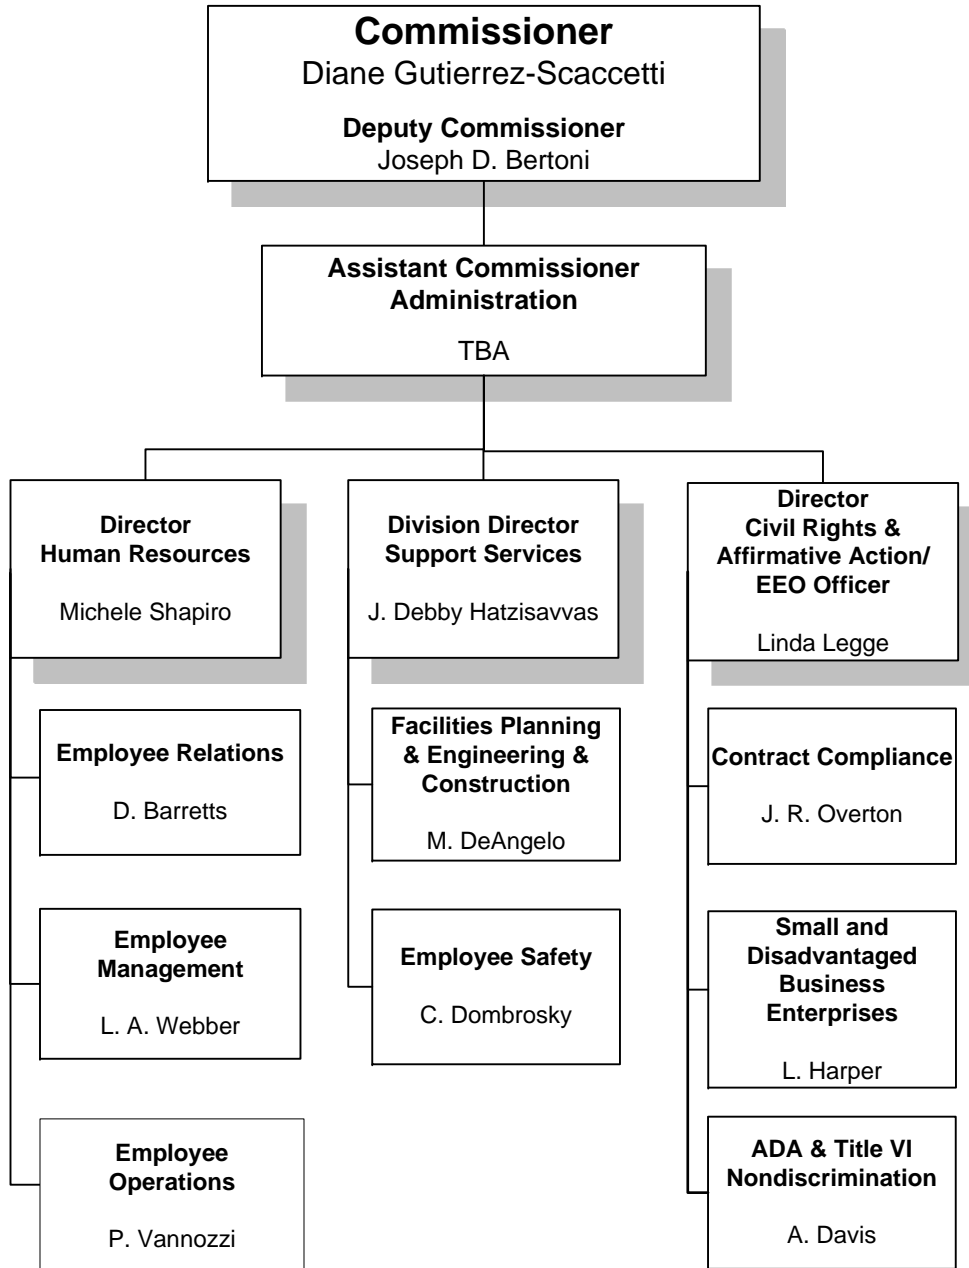 Commissioner
Diane Gutierrez-Scaccetti
Deputy Commissioner
Joseph D. Bertoni
Assistant Commissioner
Administration
TBA
Director
Human Resources
Michele Shapiro
Division Director
Support Services
J. Debby Hatzisavvas
Director
Civil Rights &
Affirmative Action/
EEO Officer
Linda Legge
Employee Relations
D. Barretts
Facilities Planning
& Engineering &
Construction
M. DeAngelo
Contract Compliance
J. R. Overton
Employee
Management
L. A. Webber
Employee Safety
C. Dombrosky
Small and
Disadvantaged
Business
Enterprises
L. Harper
Employee
Operations
P. Vannozzi
ADA & Title VI
Nondiscrimination
A. Davis